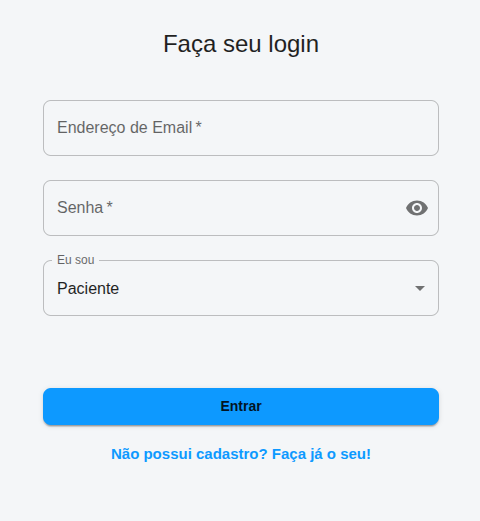 Faça seu login
Endereço de Email *
Senha *
Eu sou
Paciente
Entrar
Não possui cadastro? Faça já o seu!